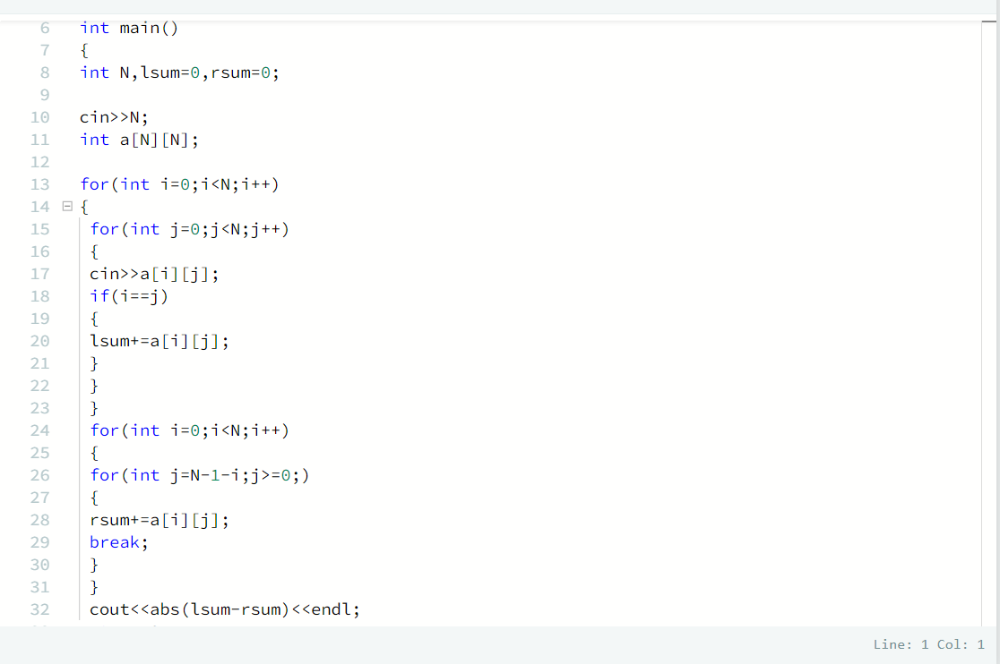 6 int main()
7 {
8 int N,lsum=0,rsum=0;
9
10 cin>>N;
11 int a[N][N];
12
13 for(int i=0;i<N;i++)
14 {
15 for(int j=0;j<N;j++)
16 {
17 cin>>a[i][j];
18 if(i==j)
19 {
20 lsum+=a[i][j];
21 }
22 }
23 }
24 for(int i=0;i<N;i++)
25 {
26 for(int j=N-1-i;j>=0;)
27 {
28 rsum+=a[i][j];
29 break;
30 }
31 }
32 cout<<abs(lsum-rsum)<<endl;
Line: 1 Col: 1